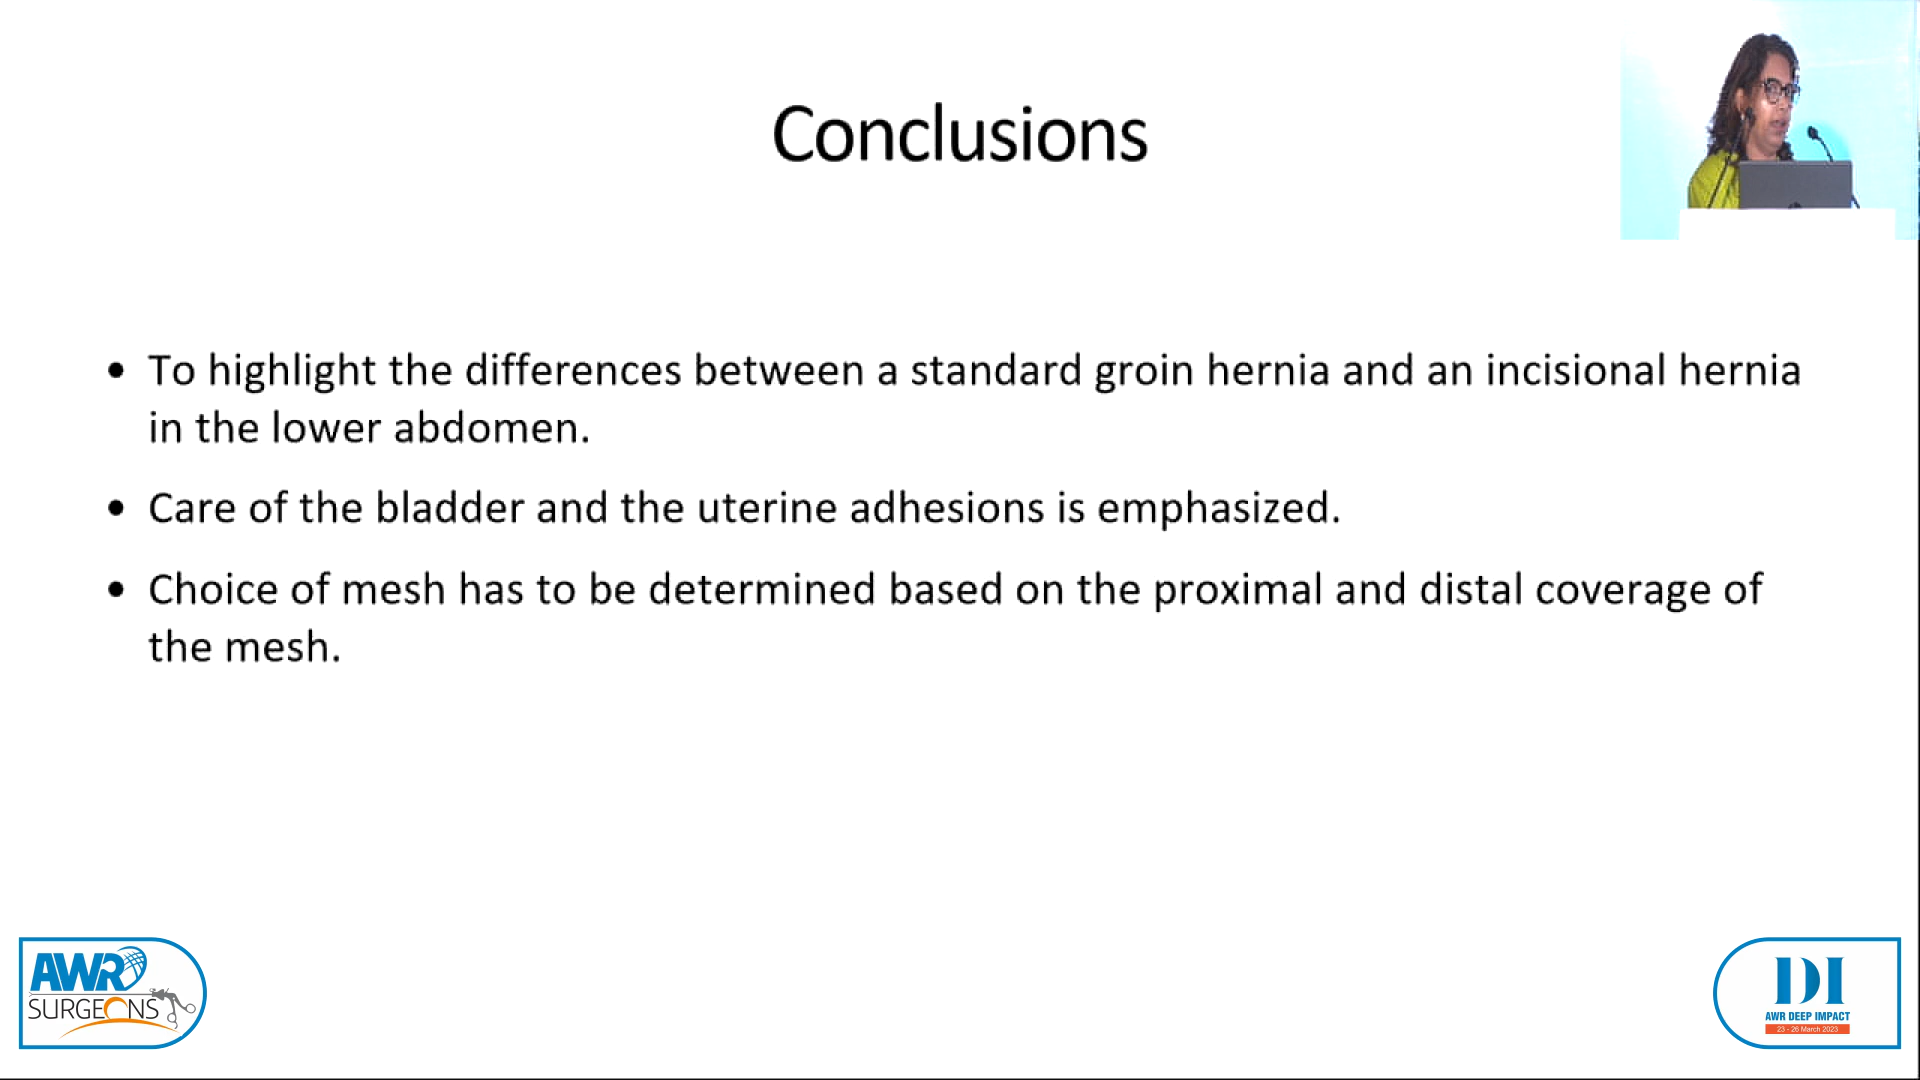 Conclusions
• To highlight the differences between a standard groin hernia and an incisional hernia
in the lower abdomen.
• Care of the bladder and the uterine adhesions is emphasized.
• Choice of mesh has to be determined based on the proximal and distal coverage of
the mesh.
AWR
SURGEONS
DI
AWR DEEP IMPACT
23 - 26 March 2023